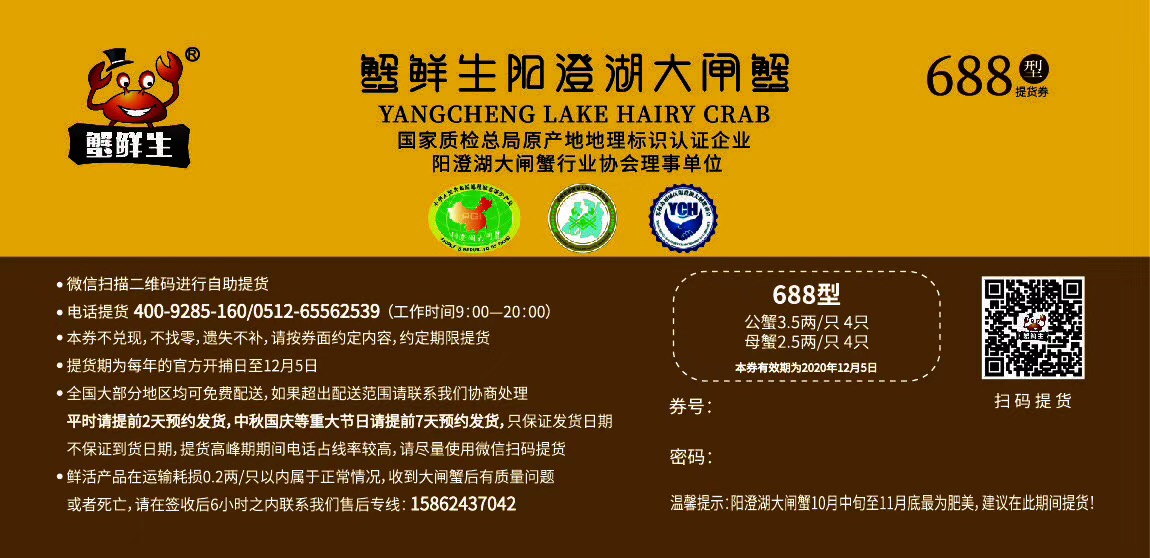 蟹鲜生
®
蟹鲜生阳澄湖大闸蟹
YANGCHENG LAKE HAIRY CRAB
国家质检总局原产地地理标识认证企业
阳澄湖大闸蟹行业协会理事单位
688型
提货券
PGI
YCH
•微信扫描二维码进行自助提货
•电话提货 400-9285-160/0512-65562539（工作时间9:00—20:00）
•本券不兑现,不找零,遗失不补,请按券面约定内容,约定期限提货
•提货期为每年的官方开捕日至12月5日
•全国大部分地区均可免费配送,如果超出配送范围请联系我们协商处理
平时请提前2天预约发货,中秋国庆等重大节日请提前7天预约发货,只保证发货日期
不保证到货日期,提货高峰期期间电话占线率较高,请尽量使用微信扫码提货
•鲜活产品在运输耗损0.2两/只以内属于正常情况,收到大闸蟹后有质量问题
或者死亡,请在签收后6小时之内联系我们售后专线：15862437042
688型
公蟹3.5两/只 4只
母蟹2.5两/只 4只
本券有效期为2020年12月5日
券号：
密码：
蟹鲜生
扫码提货
温馨提示：阳澄湖大闸蟹10月中旬至11月底最为肥美,建议在此期间提货！